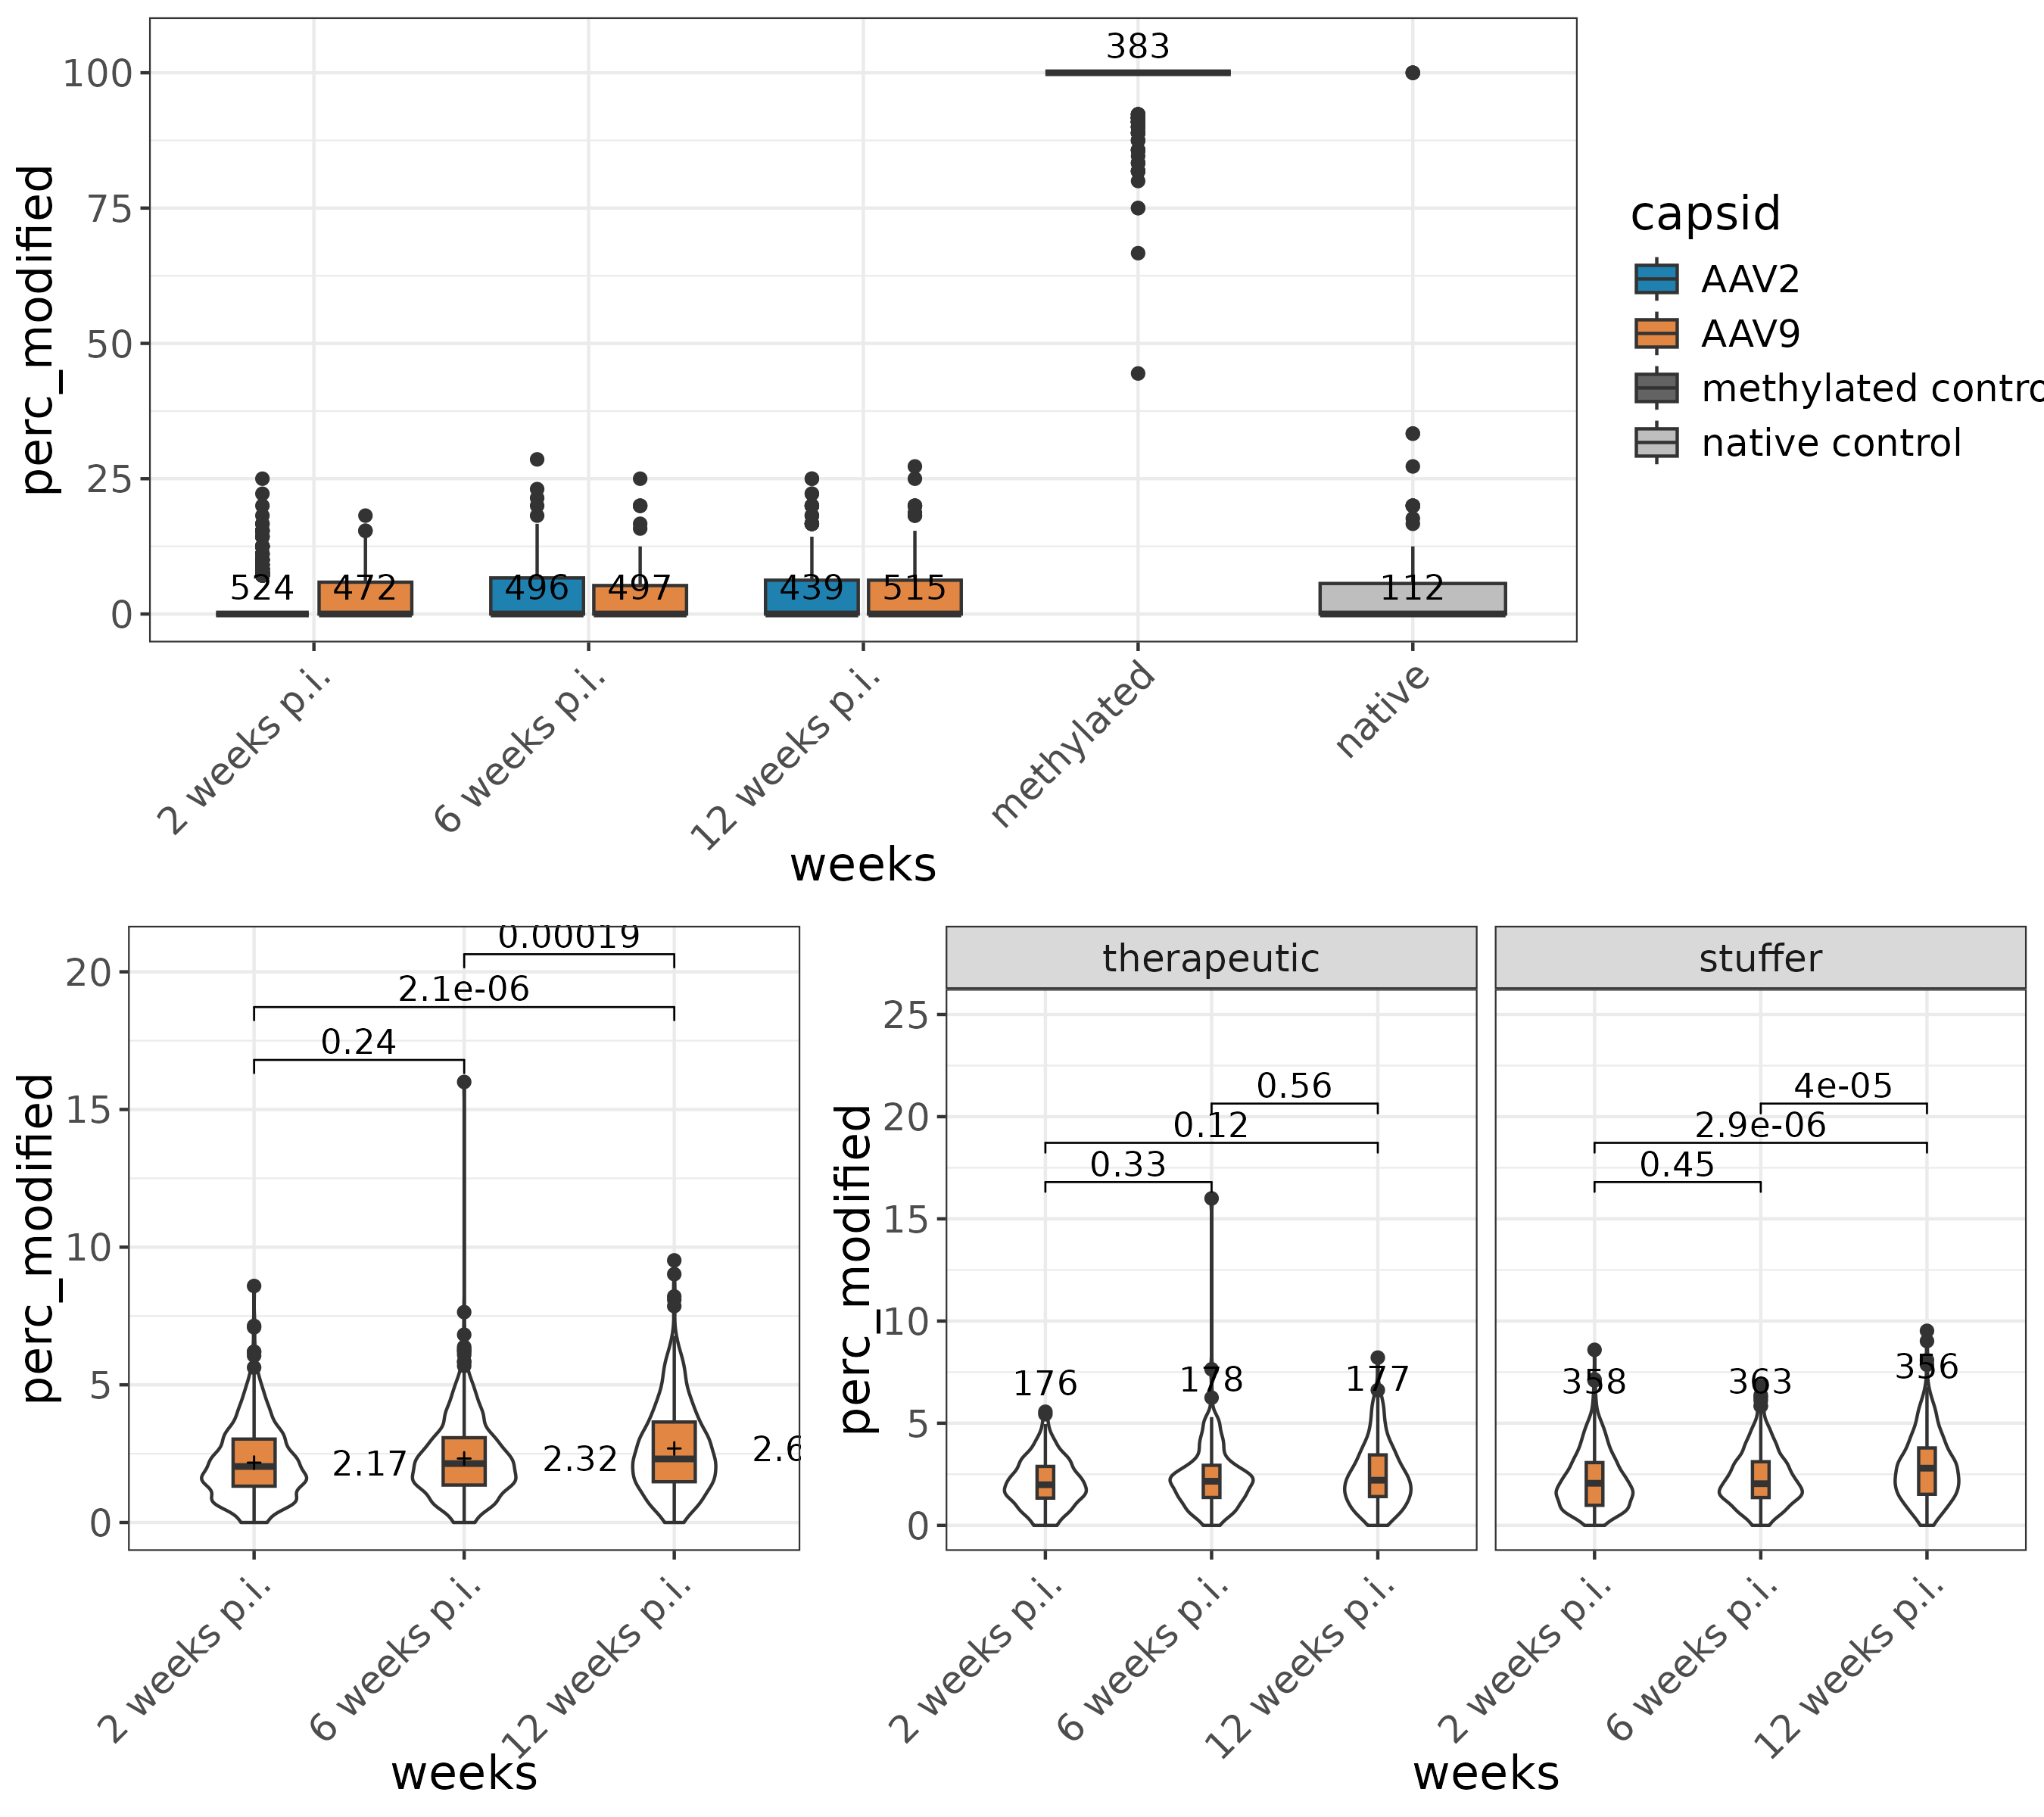 perc_modified
100
75
50
25
0
383
524
472
496
497
439
515
112
2 weeks p.i.
6 weeks p.i.
12 weeks p.i.
methylated
native
weeks
capsid
AAV2
AAV9
methylated contro
native control
perc_modified
20
15
10
5
0
0.00019
2.1e-06
0.24
2.17
2.32
2.6
2 weeks p.i.
6 weeks p.i.
12 weeks p.i.
weeks
perc_modified
25
20
15
10
5
0
therapeutic
0.56
0.12
0.33
176
178
177
2 weeks p.i.
6 weeks p.i.
12 weeks p.i.
stuffer
4e-05
2.9e-06
0.45
358
363
356
2 weeks p.i.
6 weeks p.i.
12 weeks p.i.
weeks